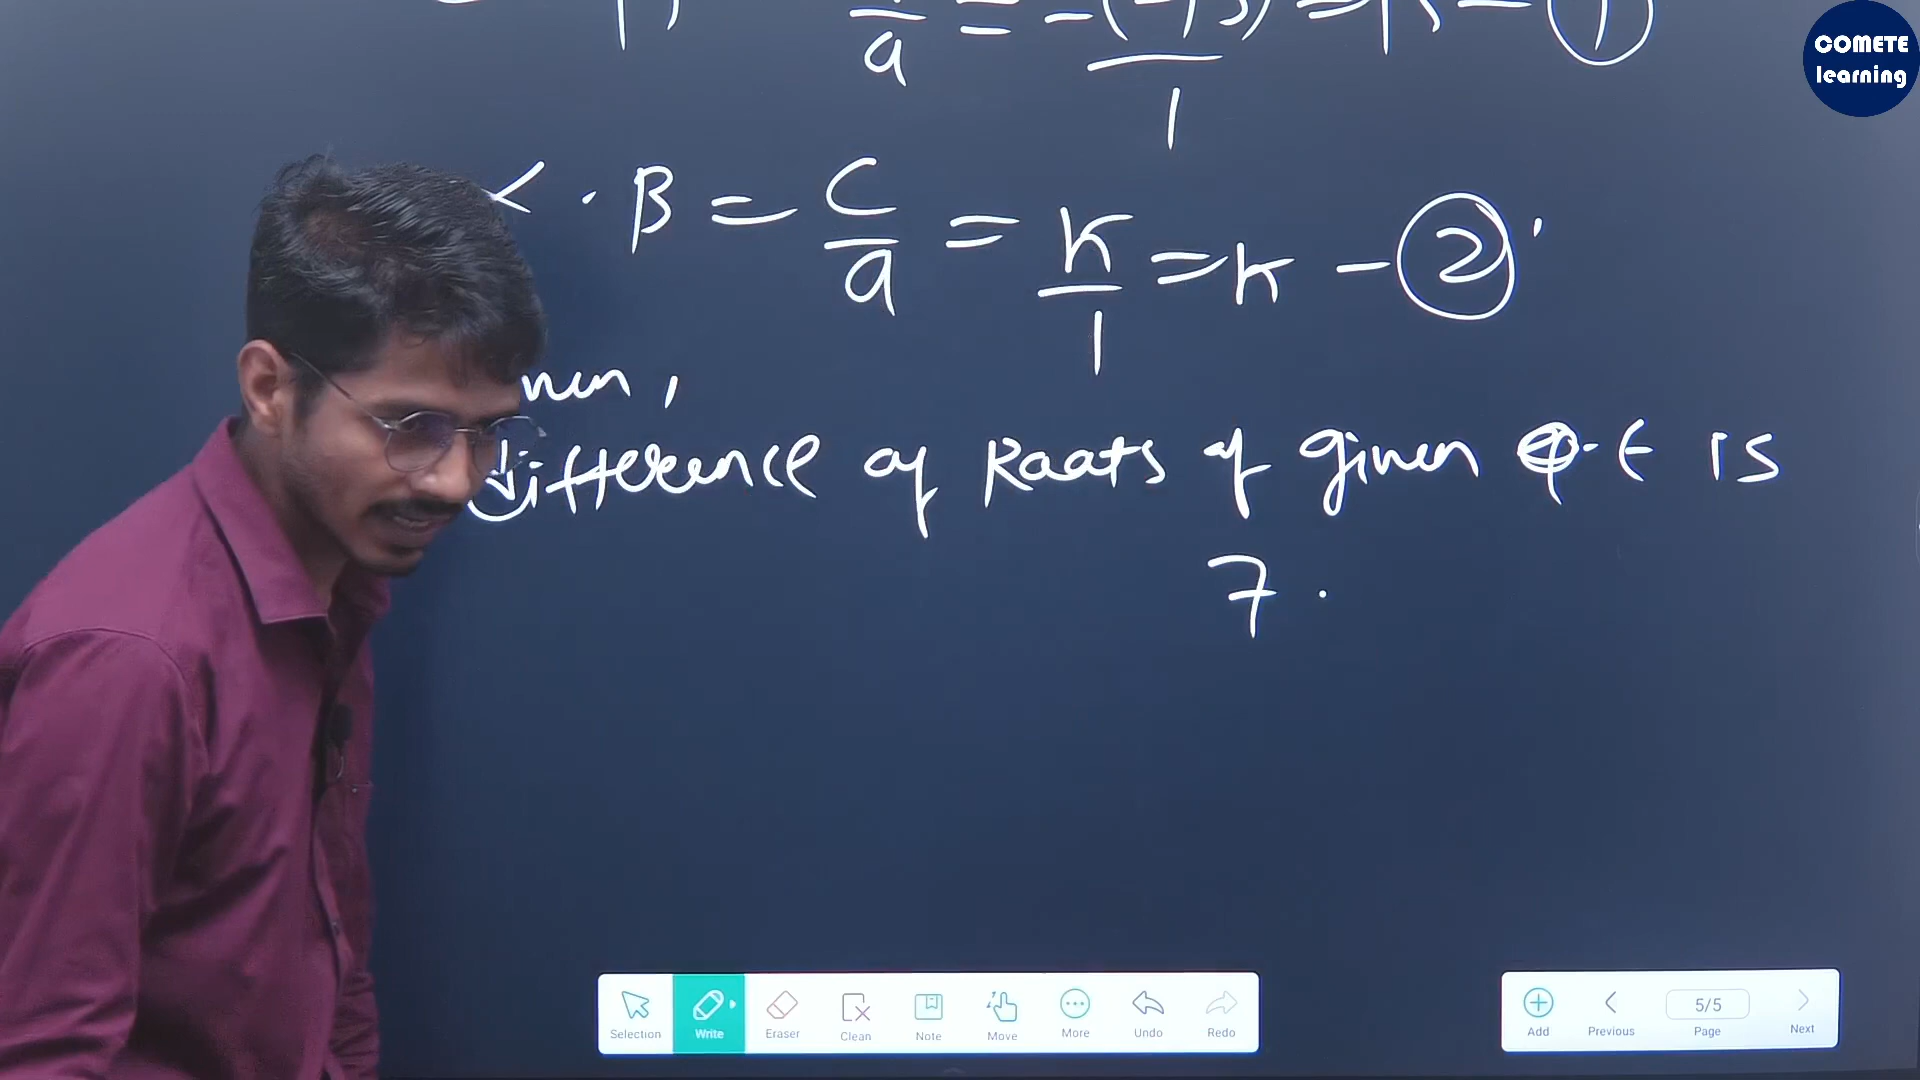 COMETE
learning
a
1
· β = C/a = K/1 = K - ②
difference of Roots of given Q.E is
7 .
Selection
Write
Eraser
Clean
Note
Move
More
Undo
Redo
Add
Previous
5/5
Page
Next